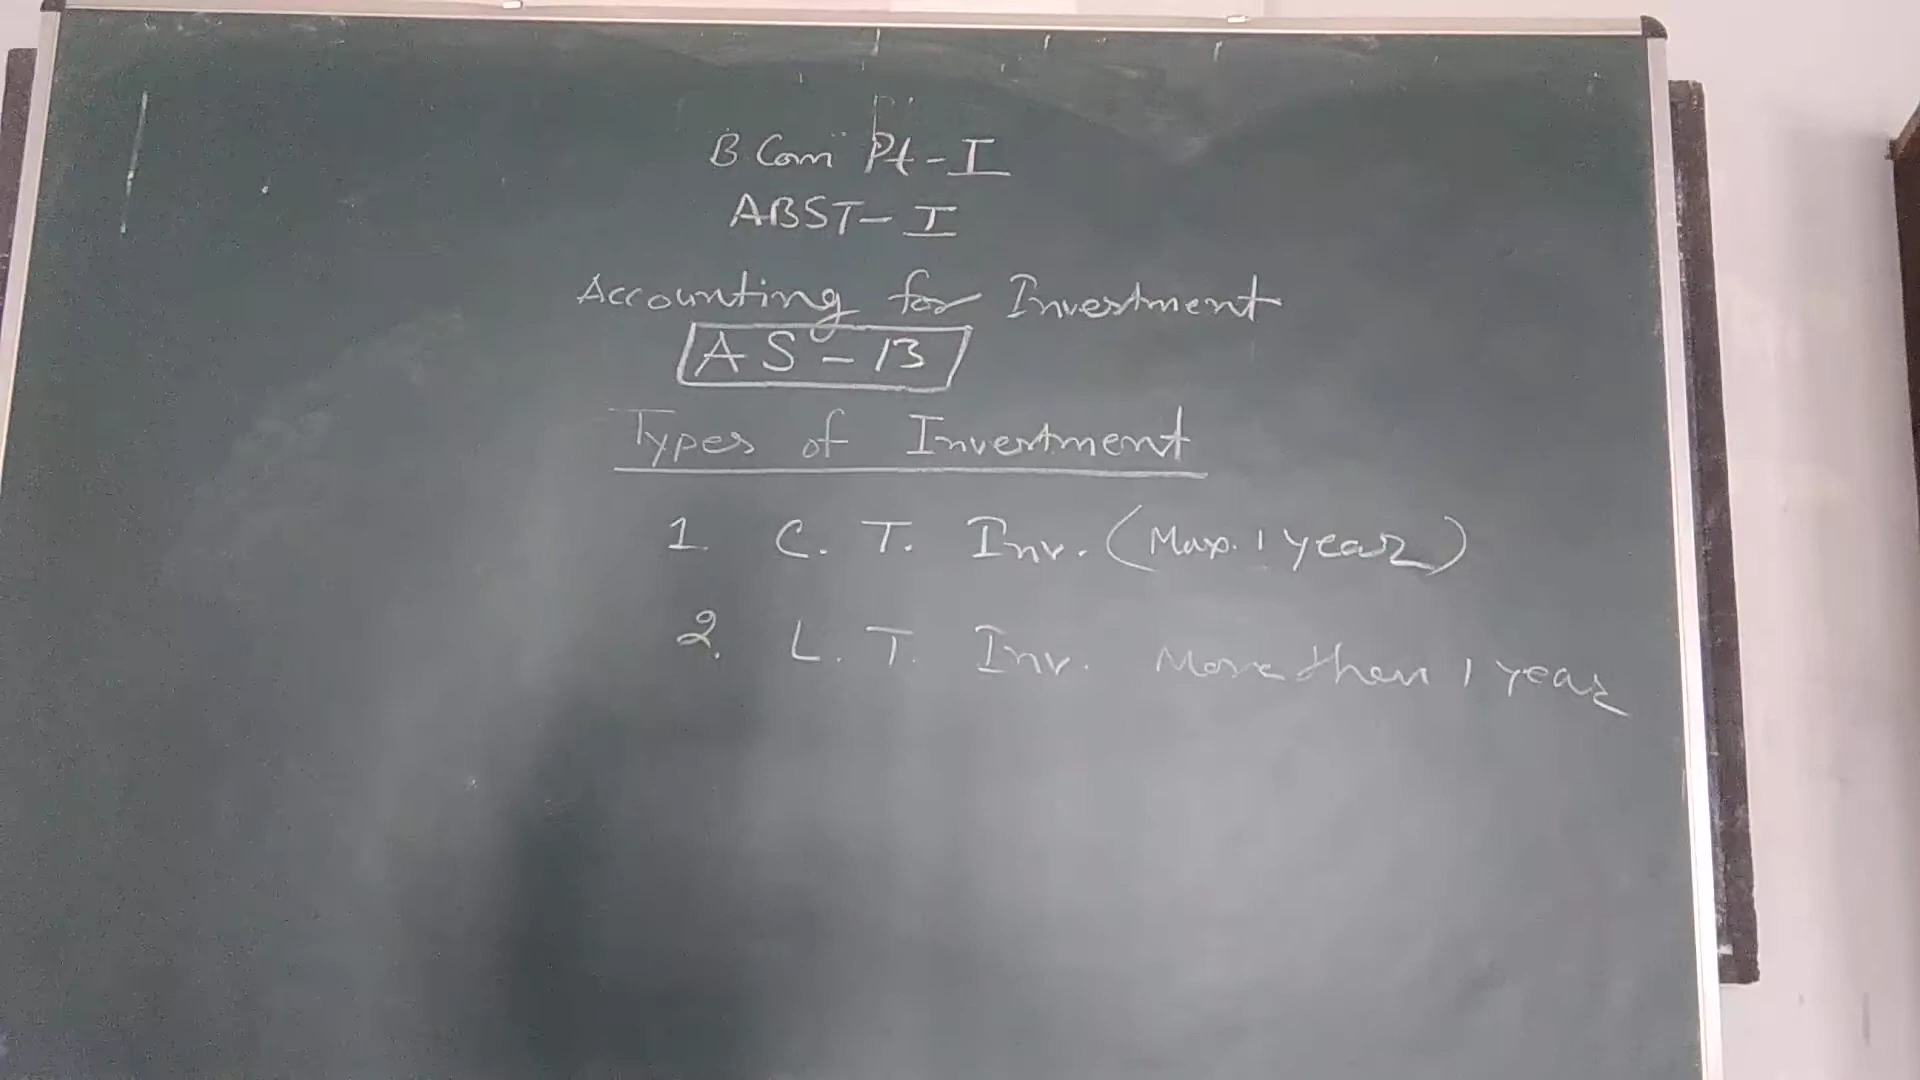 B Com Pt-I
ABST-I
Accounting for Investment
AS-13
Types of Investment
1. C. T. Inv. (Max. 1 year)
2. L. T. Inv. More than 1 year